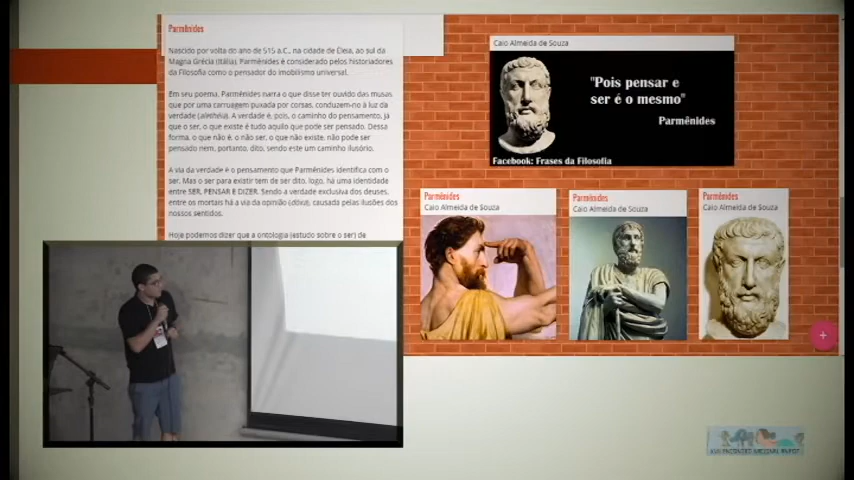 Parmênides
Nascido por volta do ano de 515 a.C., na cidade de Eleia, ao sul da
Magna Grécia (Itália), Parmênides é considerado pelos historiadores
da Filosofia como o pensador do imobilismo universal.
Em seu poema, Parmênides narra o que disse ter ouvido das musas
que por uma carruagem puxada por corsas, conduzem-no à luz da
verdade (alétheia). A verdade é, pois, o caminho do pensamento, já
que o ser, o que existe é tudo aquilo que pode ser pensado. Dessa
forma, o que não é, o não ser, o que não existe, não pode ser
pensado nem, portanto, dito, sendo este um caminho ilusório.
A via da verdade é o pensamento que Parmênides identifica com o
ser. Mas o ser para existir tem de ser dito, logo, há uma identidade
entre SER, PENSAR E DIZER. Sendo a verdade exclusiva dos deuses,
entre os mortais há a via da opinião (dóxa), causada pelas ilusões dos
nossos sentidos.
Hoje podemos dizer que a ontologia (estudo sobre o ser) de
Caio Almeida de Souza
"Pois pensar e
ser é o mesmo"
Parmênides
Facebook: Frases da Filosofia
Parmênides
Caio Almeida de Souza
Parmênides
Caio Almeida de Souza
Parmênides
Caio Almeida de Souza
ENCONTRO NACIONAL ANPOF